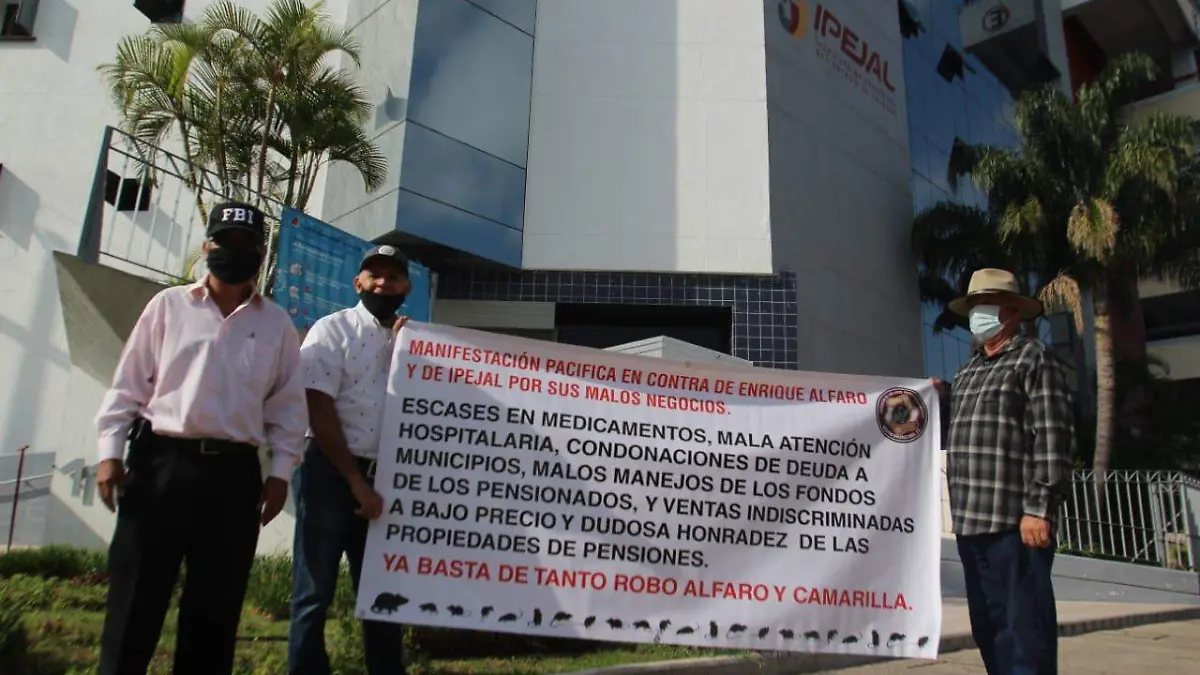 IPEJAL
FBI
MANIFESTACIÓN PACIFICA EN CONTRA DE ENRIQUE ALFARO
Y DE IPEJAL POR SUS MALOS NEGOCIOS.
ESCASES EN MEDICAMENTOS, MALA ATENCIÓN
HOSPITALARIA, CONDONACIONES DE DEUDA A
MUNICIPIOS, MALOS MANEJOS DE LOS FONDOS
DE LOS PENSIONADOS, Y VENTAS INDISCRIMINADAS
A BAJO PRECIO Y DUDOSA HONRADEZ DE LAS
PROPIEDADES DE PENSIONES.
YA BASTA DE TANTO ROBO ALFARO Y CAMARILLA.